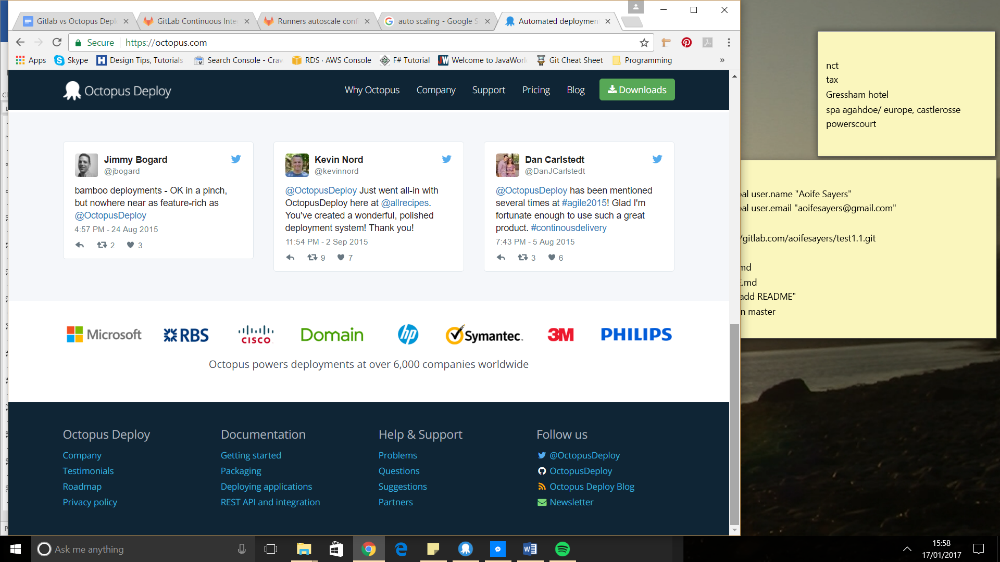 Gitlab vs Octopus Depl
GitLab Continuous Inte
Runners autoscale conf
auto scaling - Google S
Automated deploymen
Secure
https://octopus.com
Apps
Skype
Design Tips, Tutorials
Search Console - Craw
RDS · AWS Console
F# Tutorial
Welcome to JavaWorl
Git Cheat Sheet
Programming
»
Octopus Deploy
Why Octopus
Company
Support
Pricing
Blog
Downloads
Jimmy Bogard
@jbogard
bamboo deployments - OK in a pinch,
but nowhere near as feature-rich as
@OctopusDeploy
4:57 PM - 24 Aug 2015
2 3
Kevin Nord
@kevinnord
@OctopusDeploy Just went all-in with
OctopusDeploy here at @allrecipes.
You've created a wonderful, polished
deployment system! Thank you!
11:54 PM - 2 Sep 2015
9 7
Dan Carlstedt
@DanJCarlstedt
@OctopusDeploy has been mentioned
several times at #agile2015! Glad I'm
fortunate enough to use such a great
product. #continousdelivery
7:43 PM - 5 Aug 2015
3 6
Microsoft
RBS
CISCO
Domain
hp
Symantec.
3M
PHILIPS
Octopus powers deployments at over 6,000 companies worldwide
Octopus Deploy
Company
Testimonials
Roadmap
Privacy policy
Documentation
Getting started
Packaging
Deploying applications
REST API and integration
Help & Support
Problems
Questions
Suggestions
Partners
Follow us
@OctopusDeploy
OctopusDeploy
Octopus Deploy Blog
Newsletter
nct
tax
Gressham hotel
spa agahdoe/ europe, castlerosse
powerscourt
al user.name "Aoife Sayers"
al user.email "aoifesayers@gmail.com"
/gitlab.com/aoifesayers/test1.1.git
md
E.md
add README"
n master
Ask me anything
15:58
17/01/2017